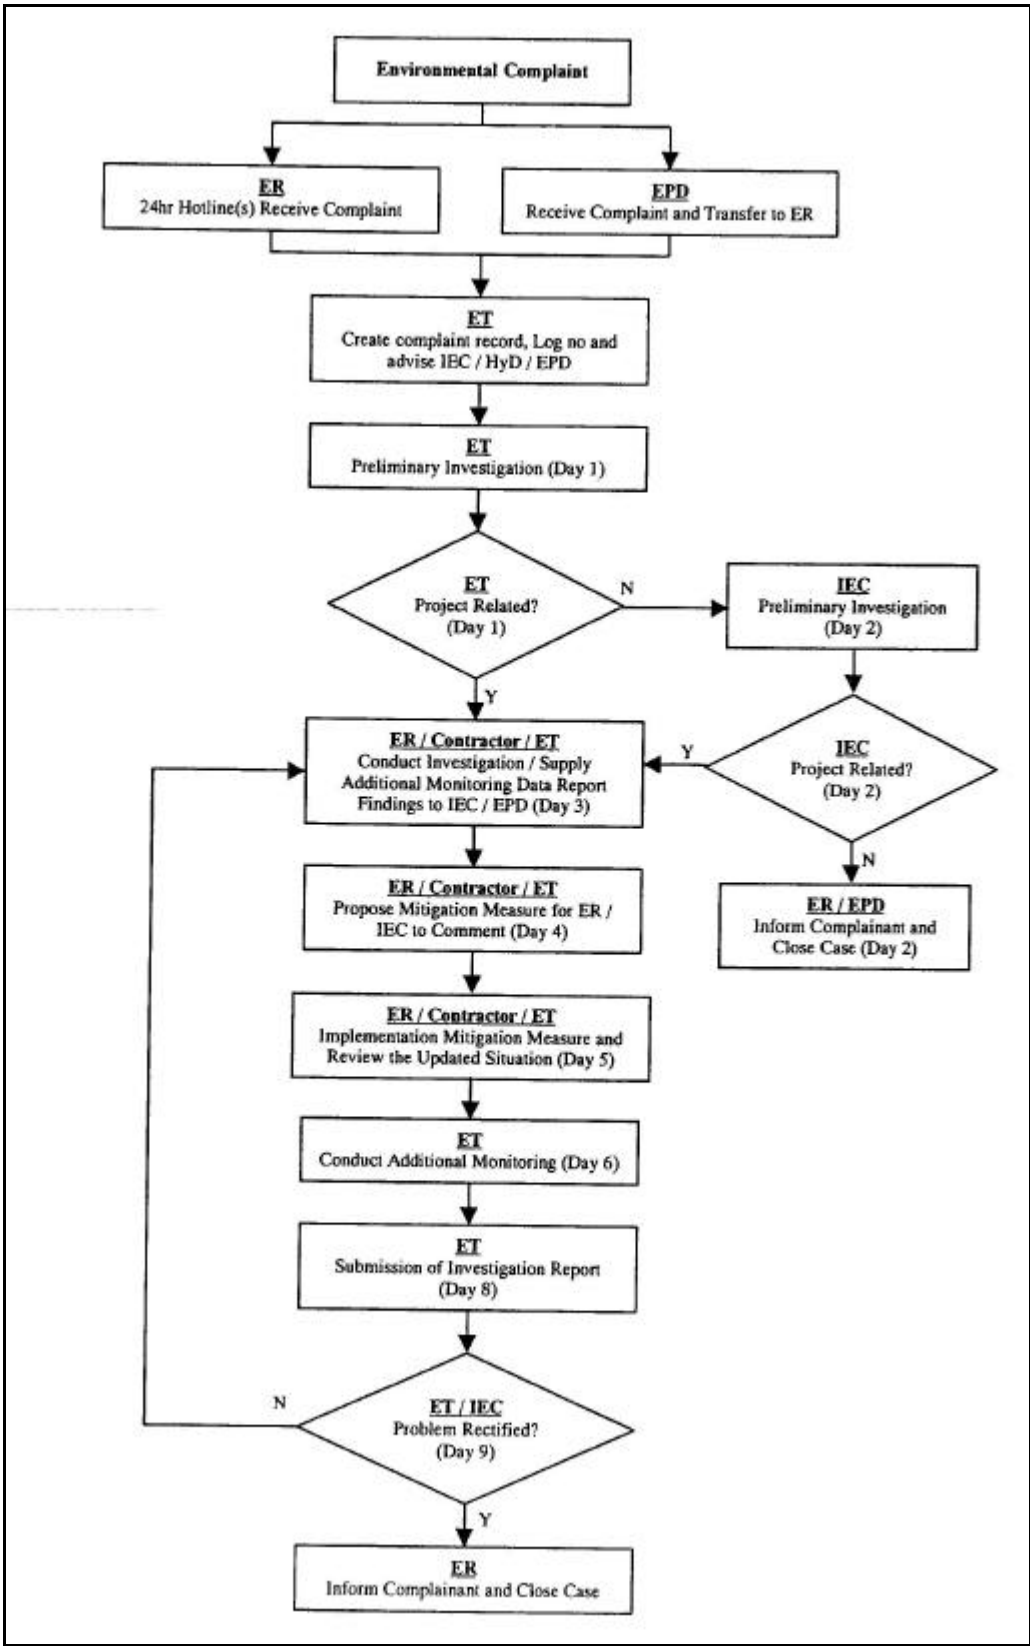 Environmental Complaint
ER
24hr Hotline(s) Receive Complaint
EPD
Receive Complaint and Transfer to ER
ET
Create complaint record, Log no and
advise IEC / HyD / EPD
ET
Preliminary Investigation (Day 1)
ET
Project Related?
(Day 1)
N
IEC
Preliminary Investigation
(Day 2)
Y
ER / Contractor / ET
Conduct Investigation / Supply
Additional Monitoring Data Report
Findings to IEC / EPD (Day 3)
Y
IEC
Project Related?
(Day 2)
N
ER / EPD
Inform Complainant and
Close Case (Day 2)
ER / Contractor / ET
Propose Mitigation Measure for ER /
IEC to Comment (Day 4)
ER / Contractor / ET
Implementation Mitigation Measure and
Review the Updated Situation (Day 5)
ET
Conduct Additional Monitoring (Day 6)
ET
Submission of Investigation Report
(Day 8)
N
ET / IEC
Problem Rectified?
(Day 9)
Y
ER
Inform Complainant and Close Case